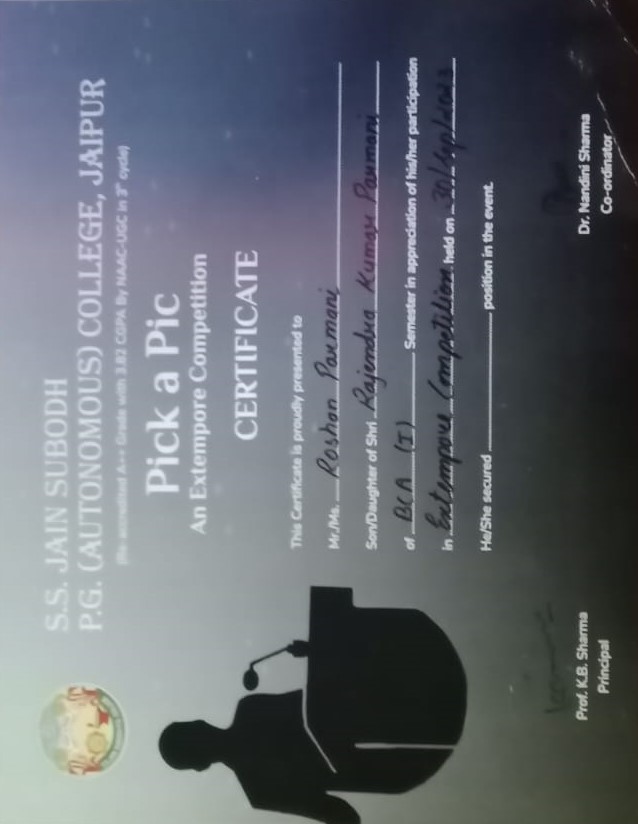 S.S. JAIN SUBODH
P.G. (AUTONOMOUS) COLLEGE, JAIPUR
(Re-accredited A++ Grade with 3.82 CGPA By NAAC-UGC in 3rd cycle)
Pick a Pic
An Extempore Competition
CERTIFICATE
This Certificate is proudly presented to
Mr./Ms. Roshan Parmani
Son/Daughter of Shri Rajendra Kumar Parmani
of BCA (I) Semester in appreciation of his/her participation
in Extempore Competition held on 30/Sep/2023
He/She secured position in the event.
Prof. K.B. Sharma
Principal
Dr. Nandini Sharma
Co-ordinator